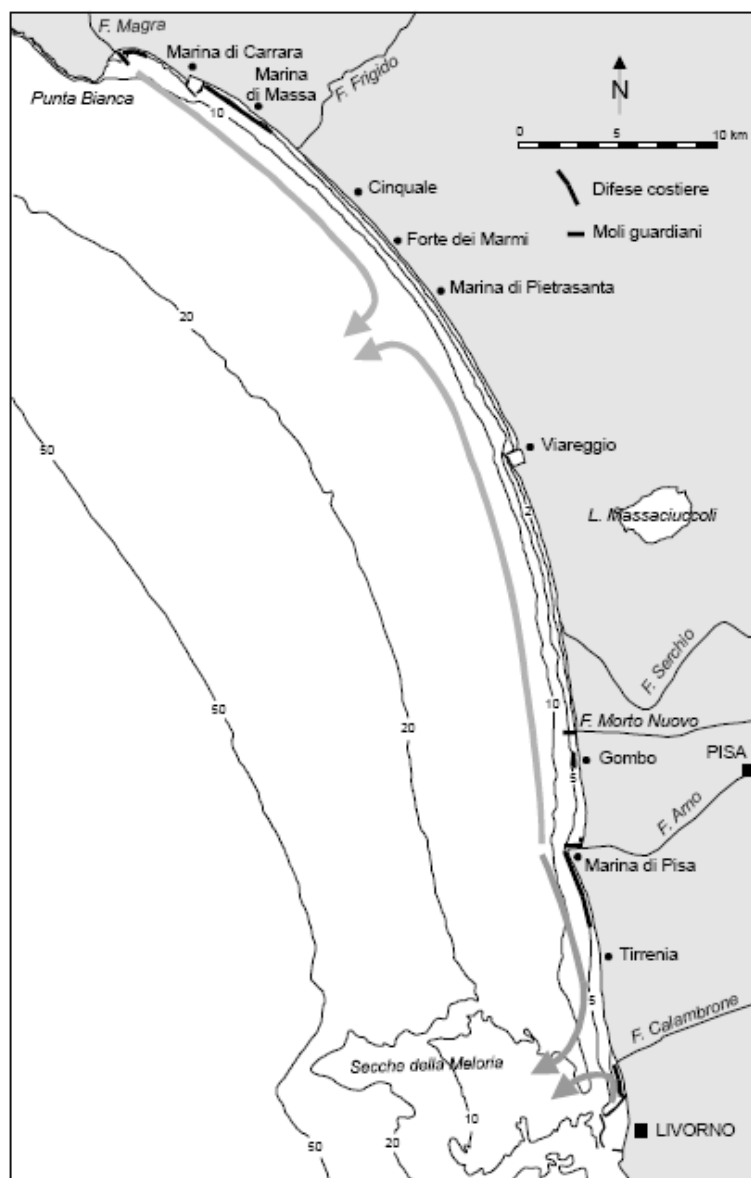 F. Magra
Marina di Carrara
Marina
di Massa
F. Frigido
Punta Bianca
10
N
0 5 10 km
Difese costiere
Moli guardiani
Cinquale
Forte dei Marmi
Marina di Pietrasanta
20
50
Viareggio
2
L. Massaciuccoli
F. Serchio
50
20
10
F. Morto Nuovo
Gombo
5
PISA
F. Arno
Marina di Pisa
Tirrenia
5
F. Calambrone
Secche della Meloria
10
20
50
LIVORNO